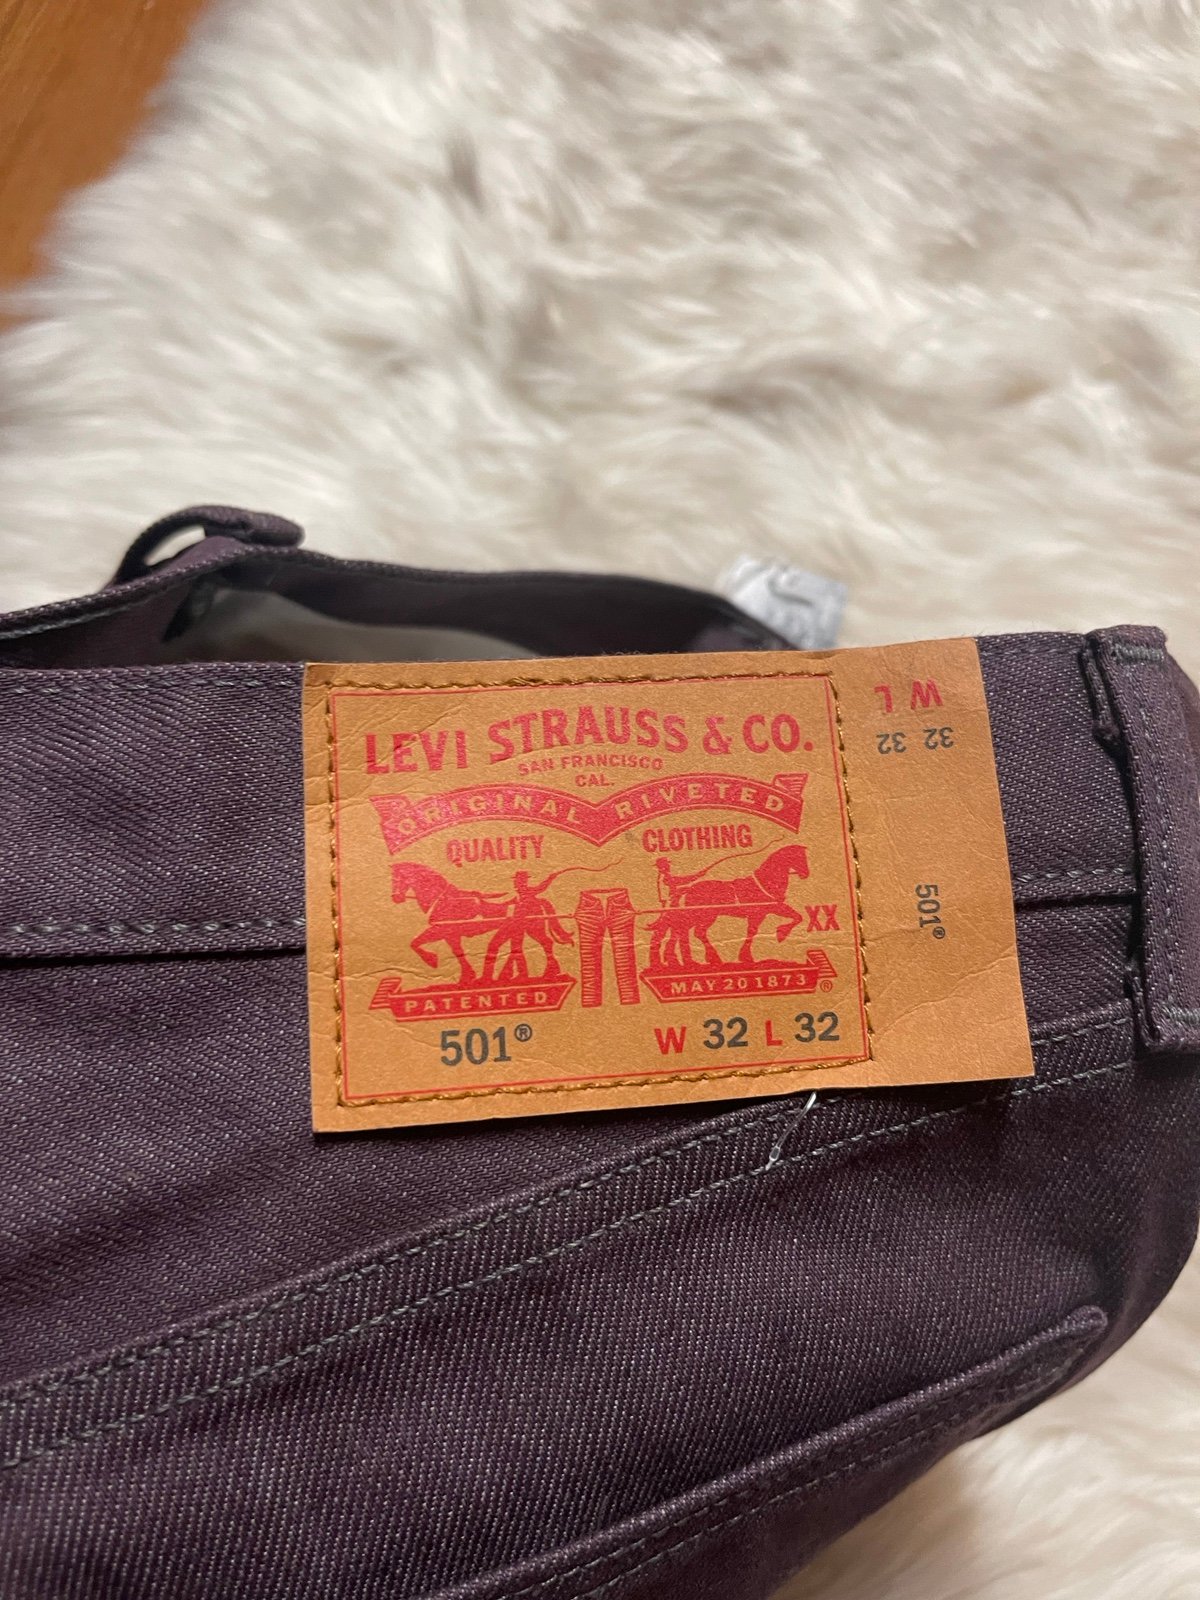 LEVI STRAUSS & CO.
SAN FRANCISCO
CAL.
ORIGINAL RIVETED
QUALITY CLOTHING
XX
PATENTED MAY 20 1873 ®
501® W 32 L 32
W L
32 32
501®